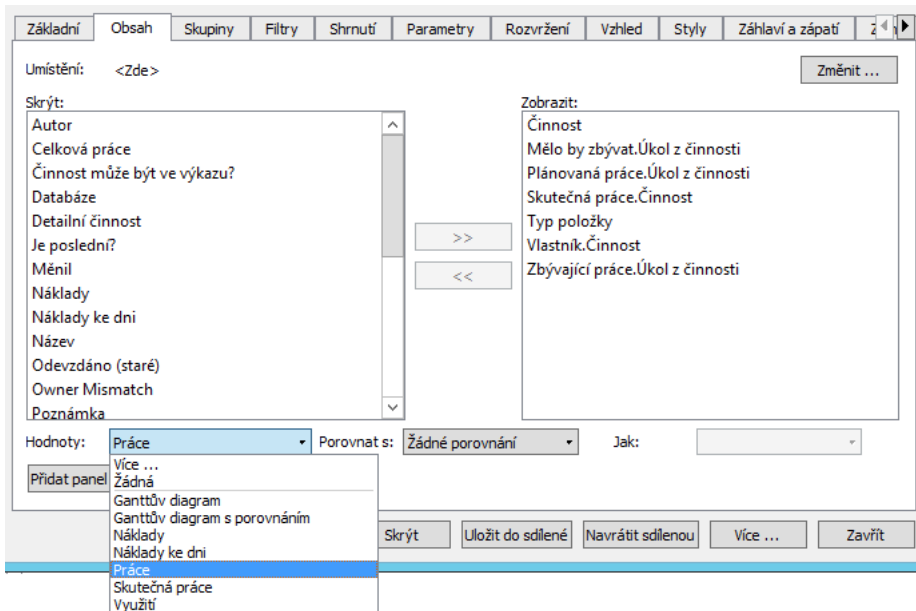 Základní Obsah Skupiny Filtry Shrnutí Parametry Rozvržení Vzhled Styly Záhlaví a zápatí
Umístění: <Zde> Změnit ...
Skrýt: Zobrazit:
Autor
Celková práce
Činnost může být ve výkazu?
Databáze
Detailní činnost
Je poslední?
Měnil
Náklady
Náklady ke dni
Název
Odevzdáno (staré)
Owner Mismatch
Poznámka
>>
<<
Činnost
Mělo by zbývat.Úkol z činnosti
Plánovaná práce.Úkol z činnosti
Skutečná práce.Činnost
Typ položky
Vlastník.Činnost
Zbývající práce.Úkol z činnosti
Hodnoty: Práce Porovnat s: Žádné porovnání Jak:
Přidat panel
Více ...
Žádná
Ganttův diagram
Ganttův diagram s porovnáním
Náklady
Náklady ke dni
Práce
Skutečná práce
Využití
Skrýt Uložit do sdílené Navrátit sdílenou Více ... Zavřít